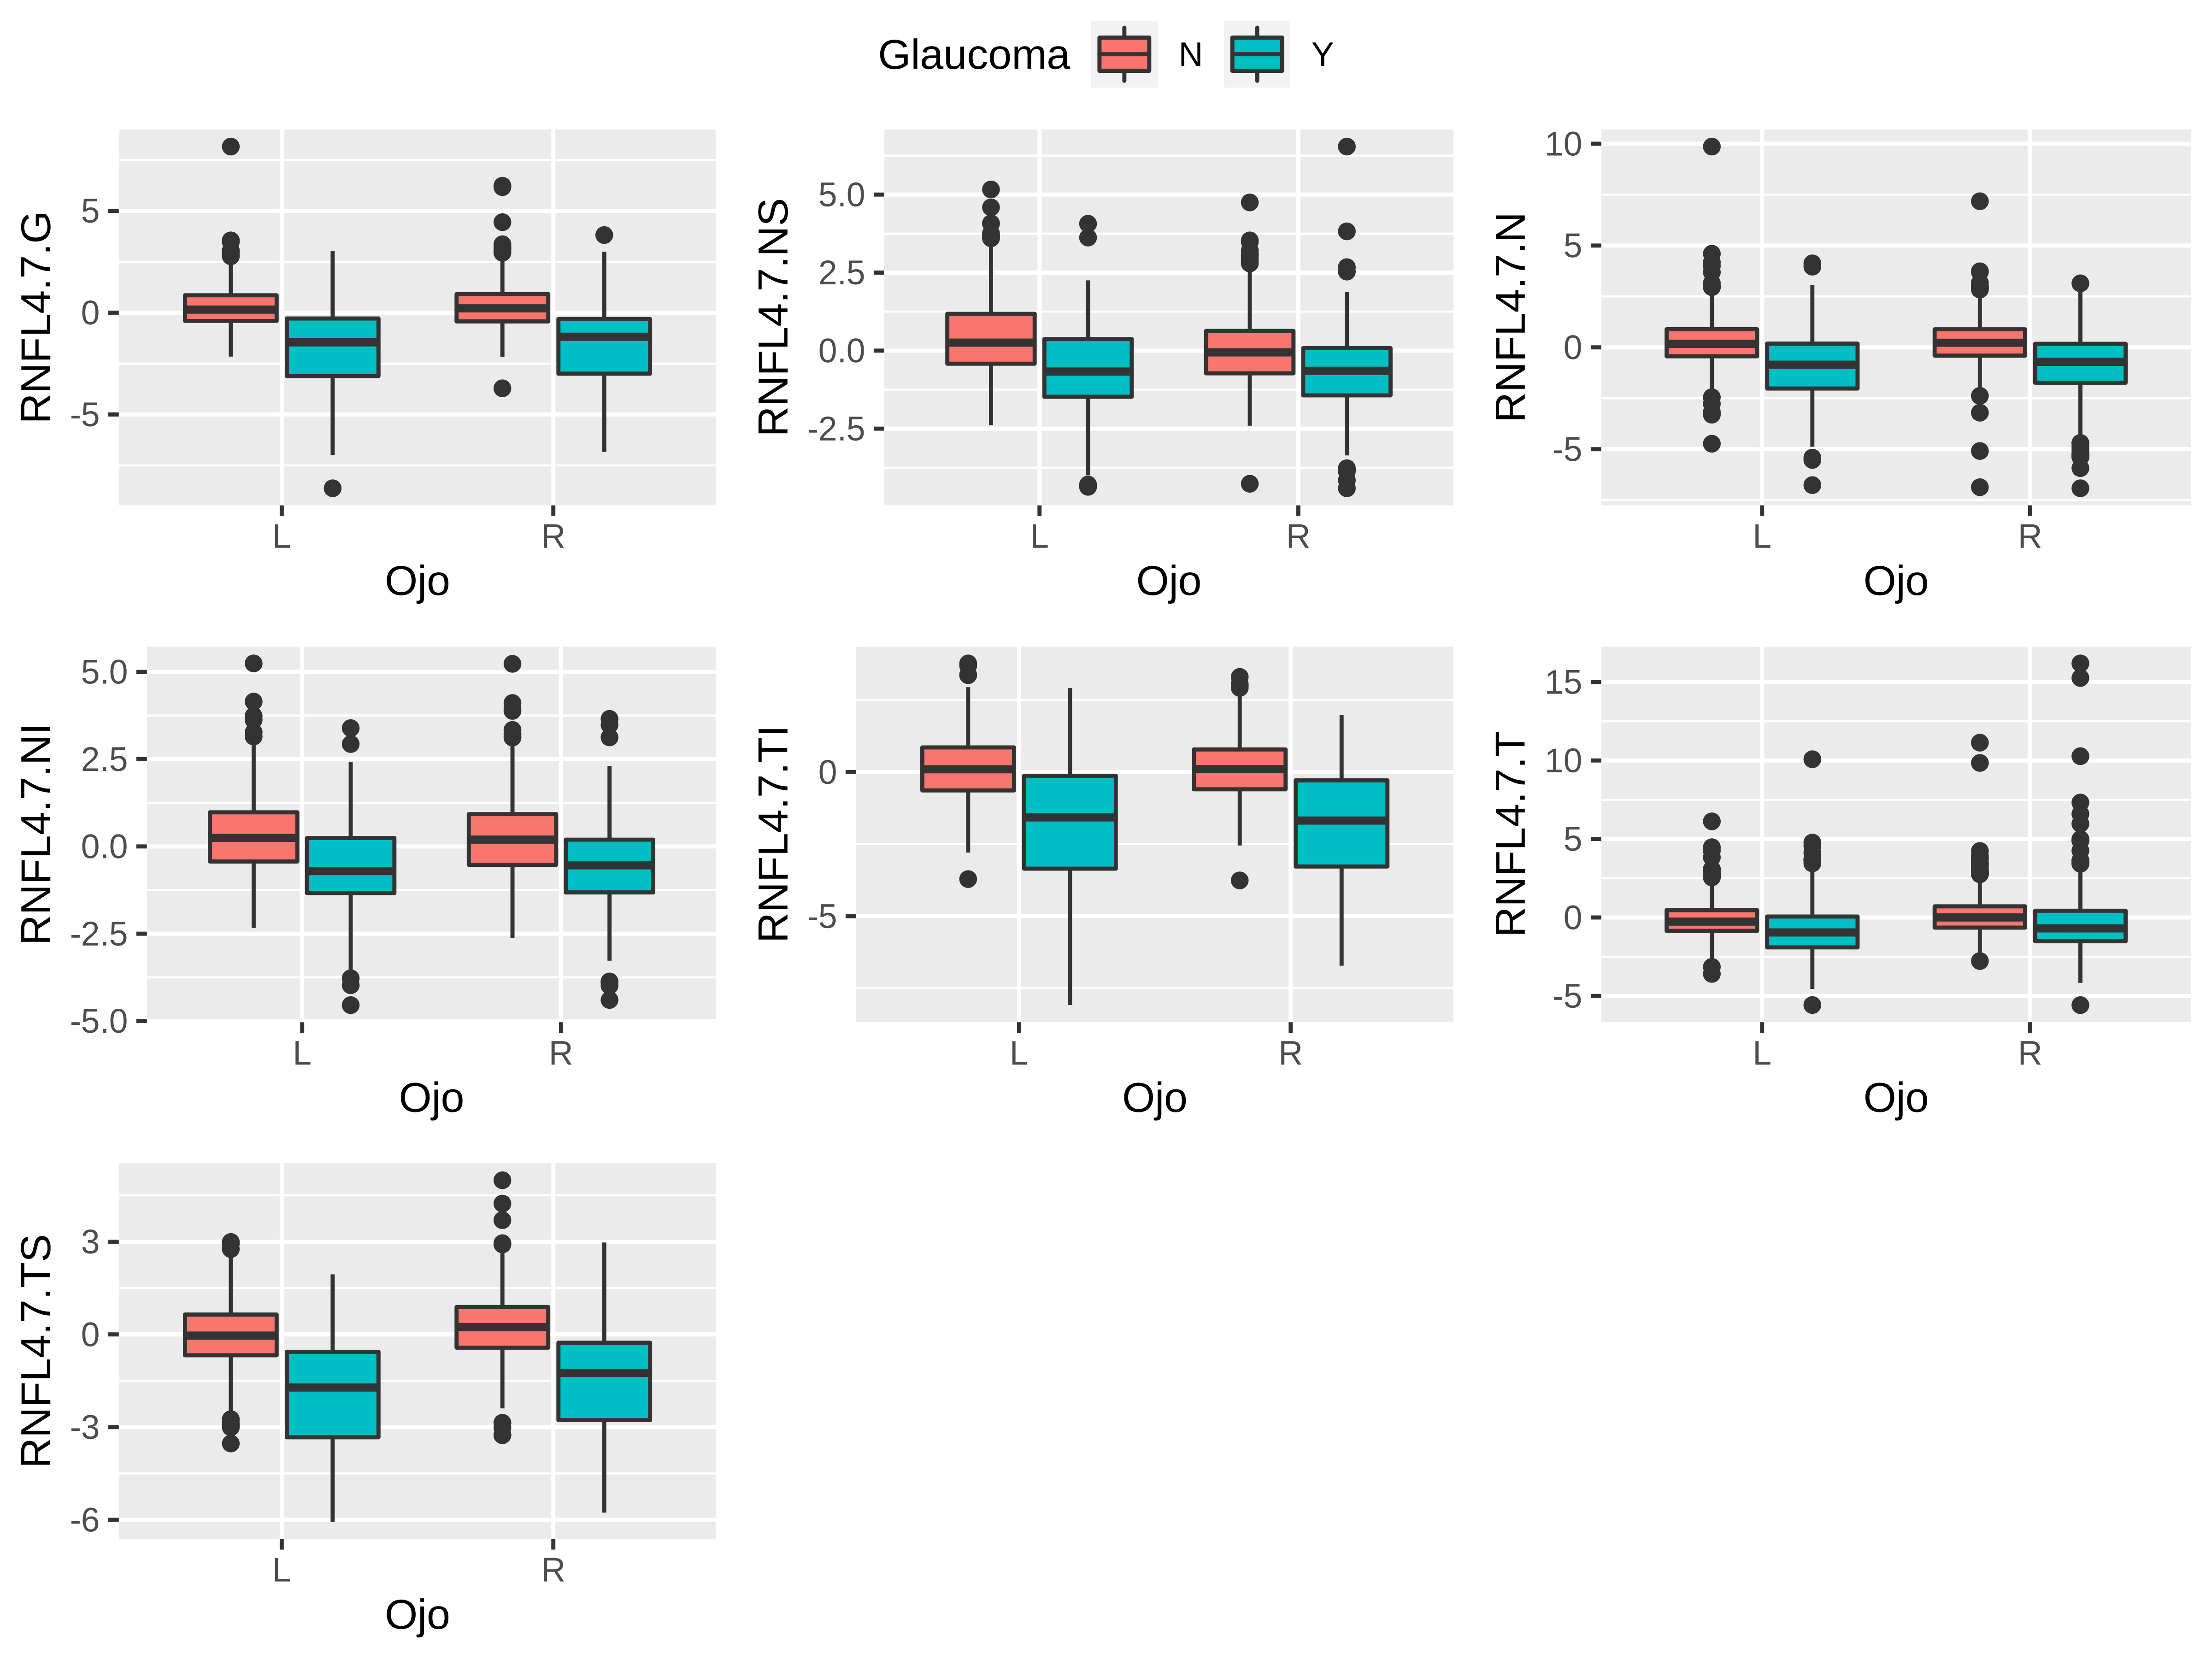 Glaucoma N Y
RNFL4.7.G
5
0
-5
L R
Ojo
RNFL4.7.NS
5.0
2.5
0.0
-2.5
L R
Ojo
RNFL4.7.N
10
5
0
-5
L R
Ojo
RNFL4.7.NI
5.0
2.5
0.0
-2.5
-5.0
L R
Ojo
RNFL4.7.TI
0
-5
L R
Ojo
RNFL4.7.T
15
10
5
0
-5
L R
Ojo
RNFL4.7.TS
3
0
-3
-6
L R
Ojo